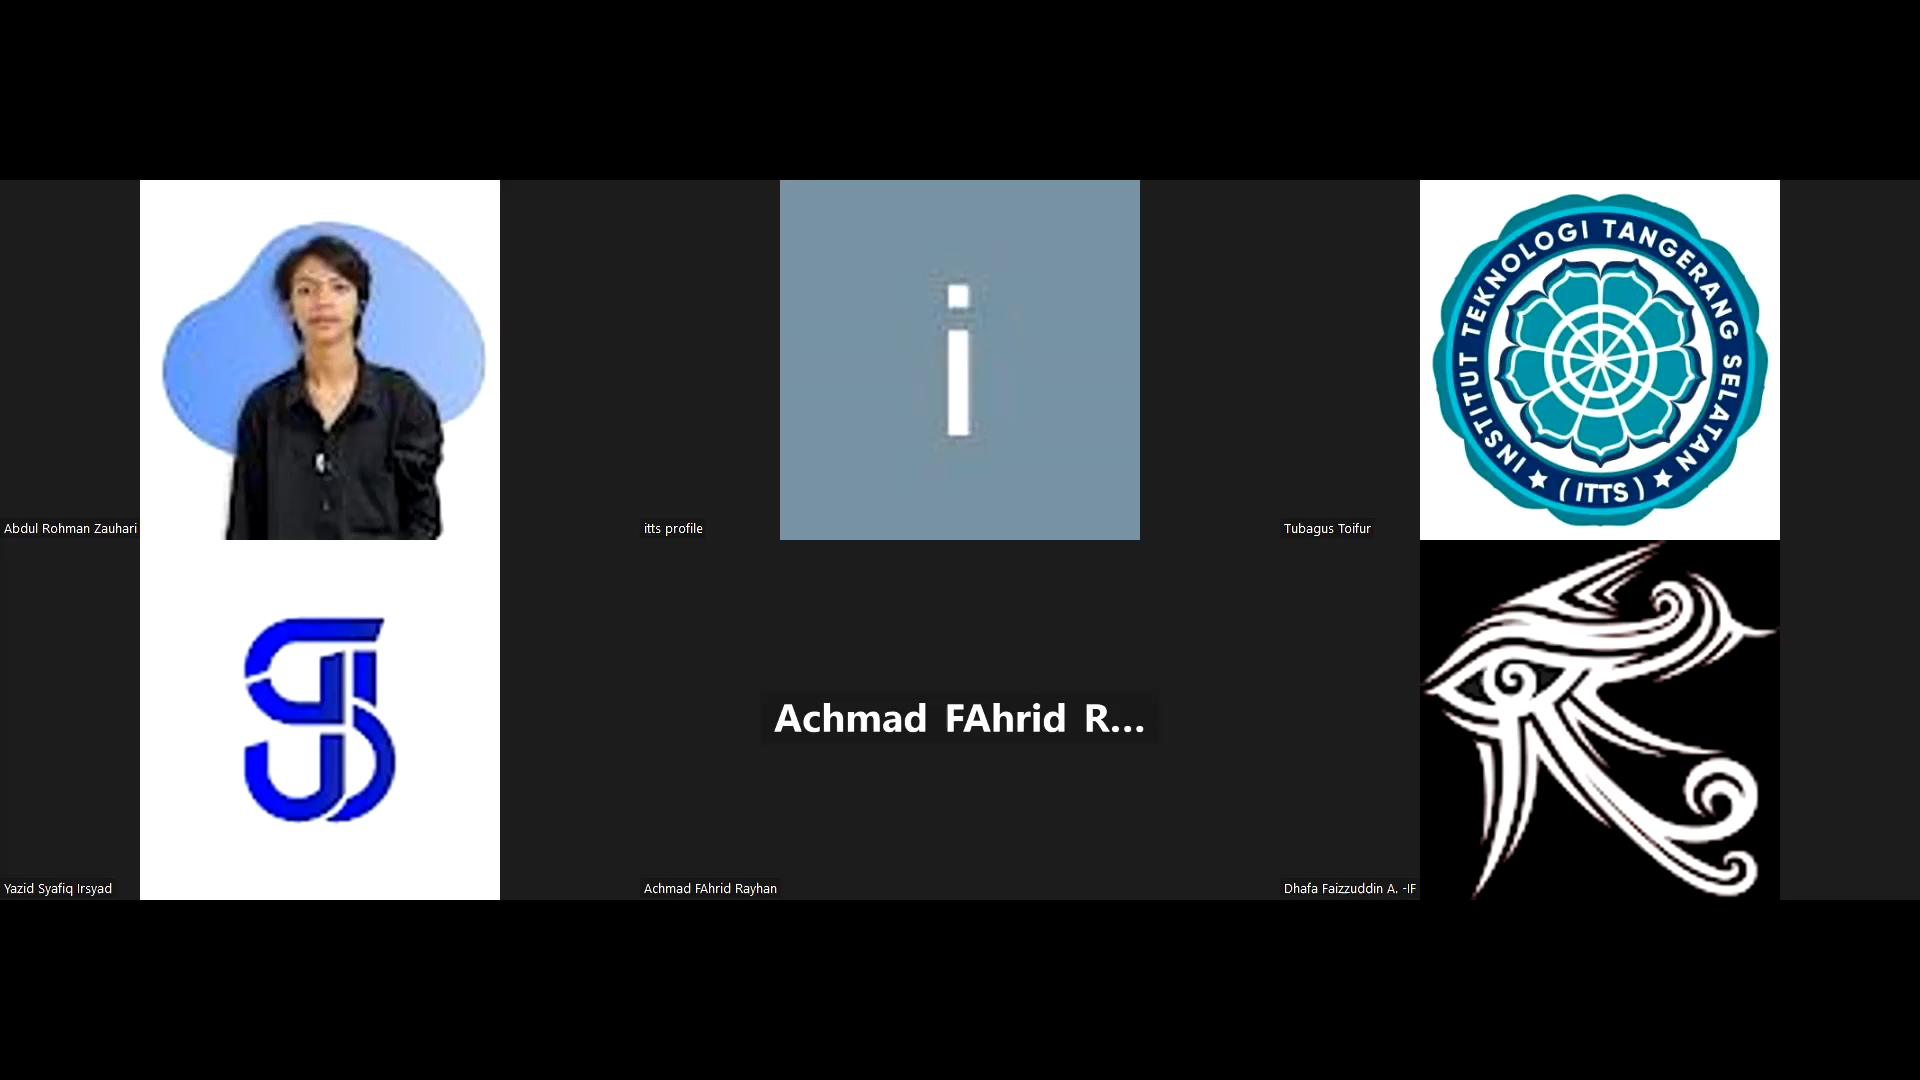 Abdul Rohman Zauhari
i
itts profile
INSTITUT TEKNOLOGI TANGERANG SELATAN
( ITTS )
Tubagus Toifur
Yazid Syafiq Irsyad
Achmad FAhrid R...
Achmad FAhrid Rayhan
Dhafa Faizzuddin A. -IF